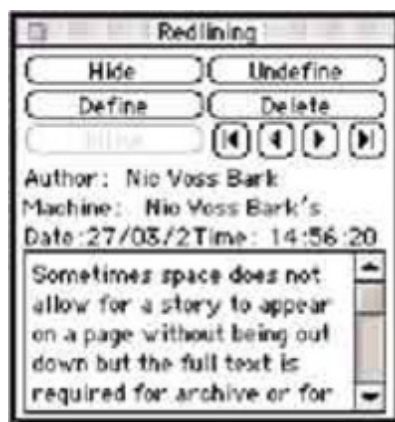 Redlining
Hide Undefine
Define Delete
Author: Nic Voss Bark
Machine: Nic Voss Bark's
Date:27/03/2Time: 14:56:20
Sometimes space does not
allow for a story to appear
on a page without being cut
down but the full text is
required for archive or for